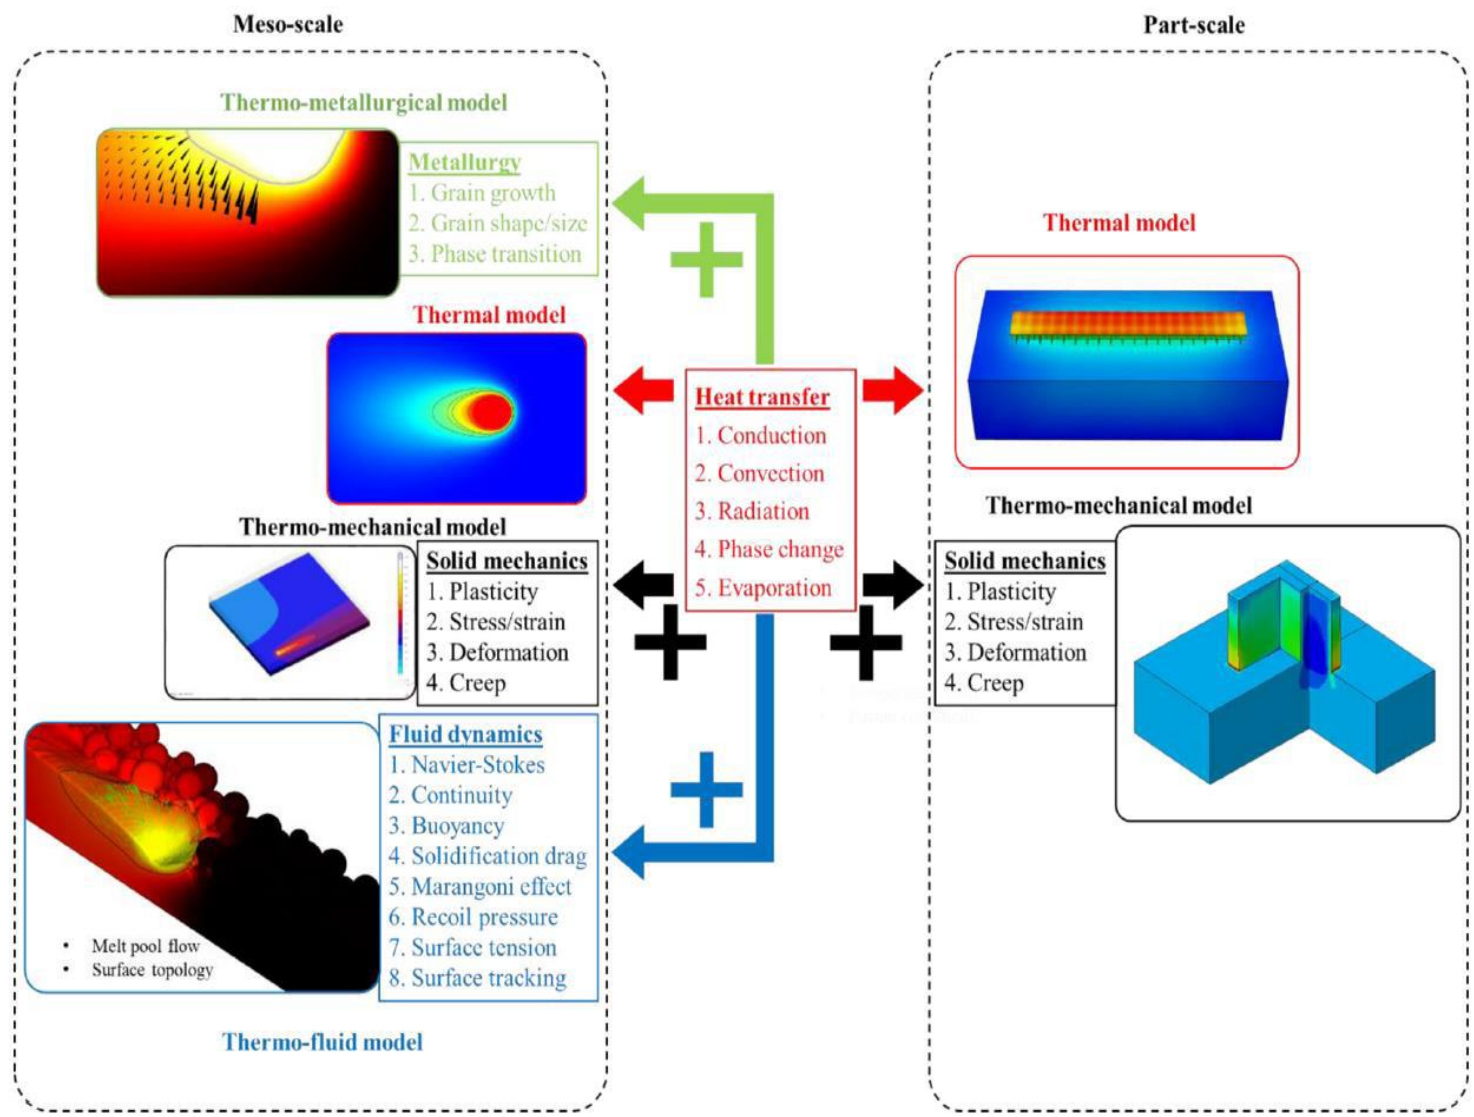 Meso-scale
Thermo-metallurgical model
Metallurgy
1. Grain growth
2. Grain shape/size
3. Phase transition
Thermal model
Thermo-mechanical model
Solid mechanics
1. Plasticity
2. Stress/strain
3. Deformation
4. Creep
Fluid dynamics
1. Navier-Stokes
2. Continuity
3. Buoyancy
4. Solidification drag
5. Marangoni effect
6. Recoil pressure
7. Surface tension
8. Surface tracking
• Melt pool flow
• Surface topology
Thermo-fluid model
Heat transfer
1. Conduction
2. Convection
3. Radiation
4. Phase change
5. Evaporation
Part-scale
Thermal model
Thermo-mechanical model
Solid mechanics
1. Plasticity
2. Stress/strain
3. Deformation
4. Creep